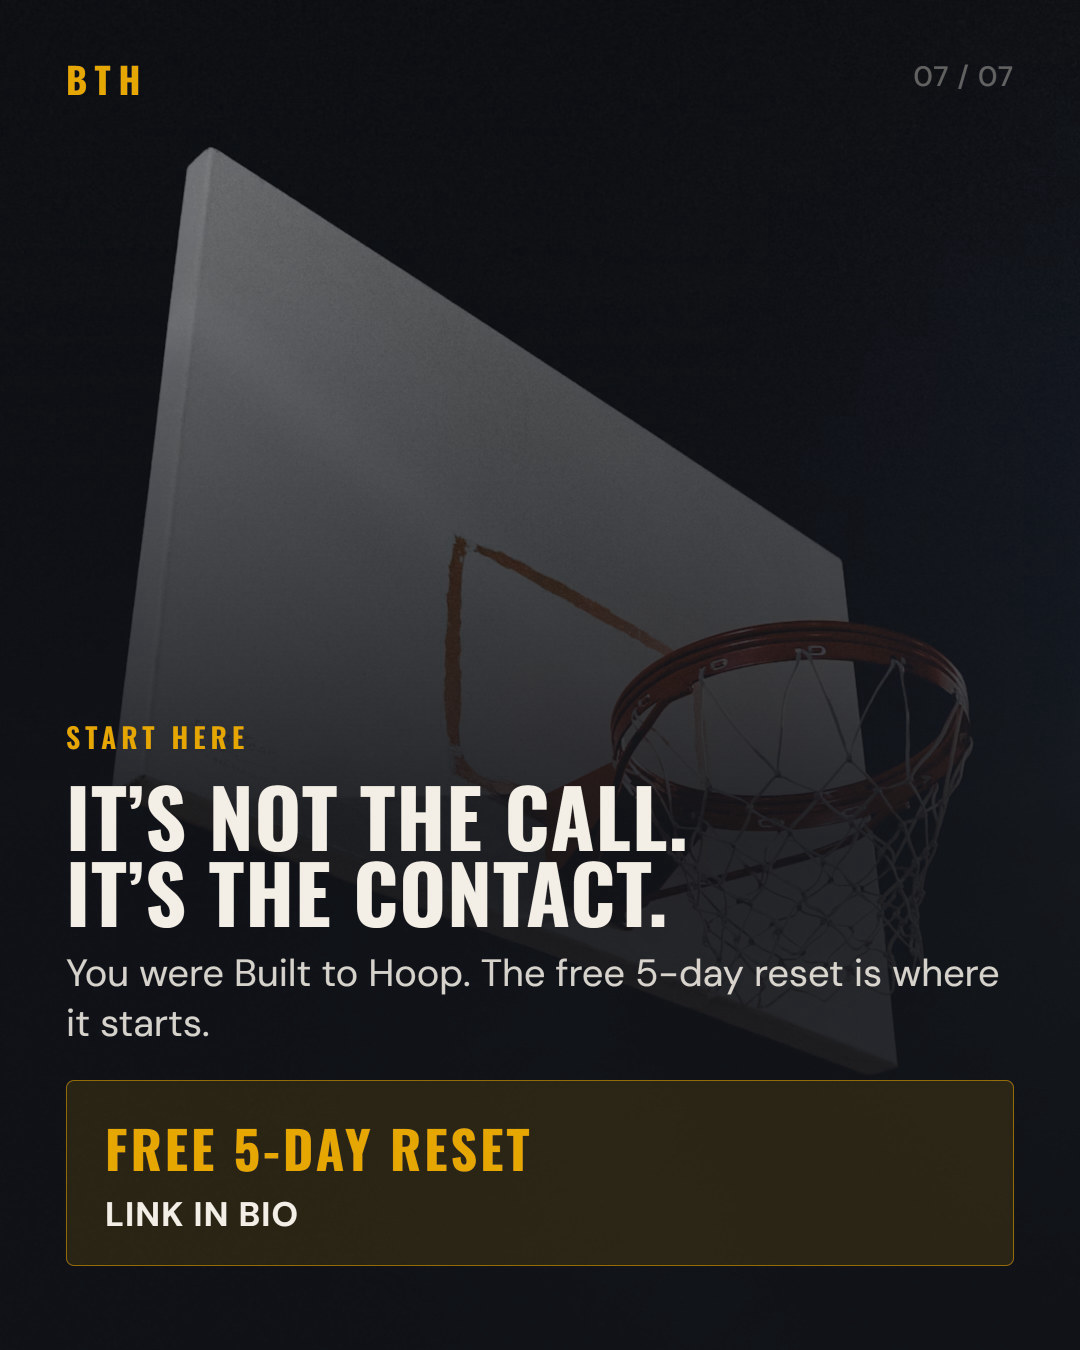 BTH
07 / 07
START HERE
IT’S NOT THE CALL.
IT’S THE CONTACT.
You were Built to Hoop. The free 5-day reset is where
it starts.
FREE 5-DAY RESET
LINK IN BIO